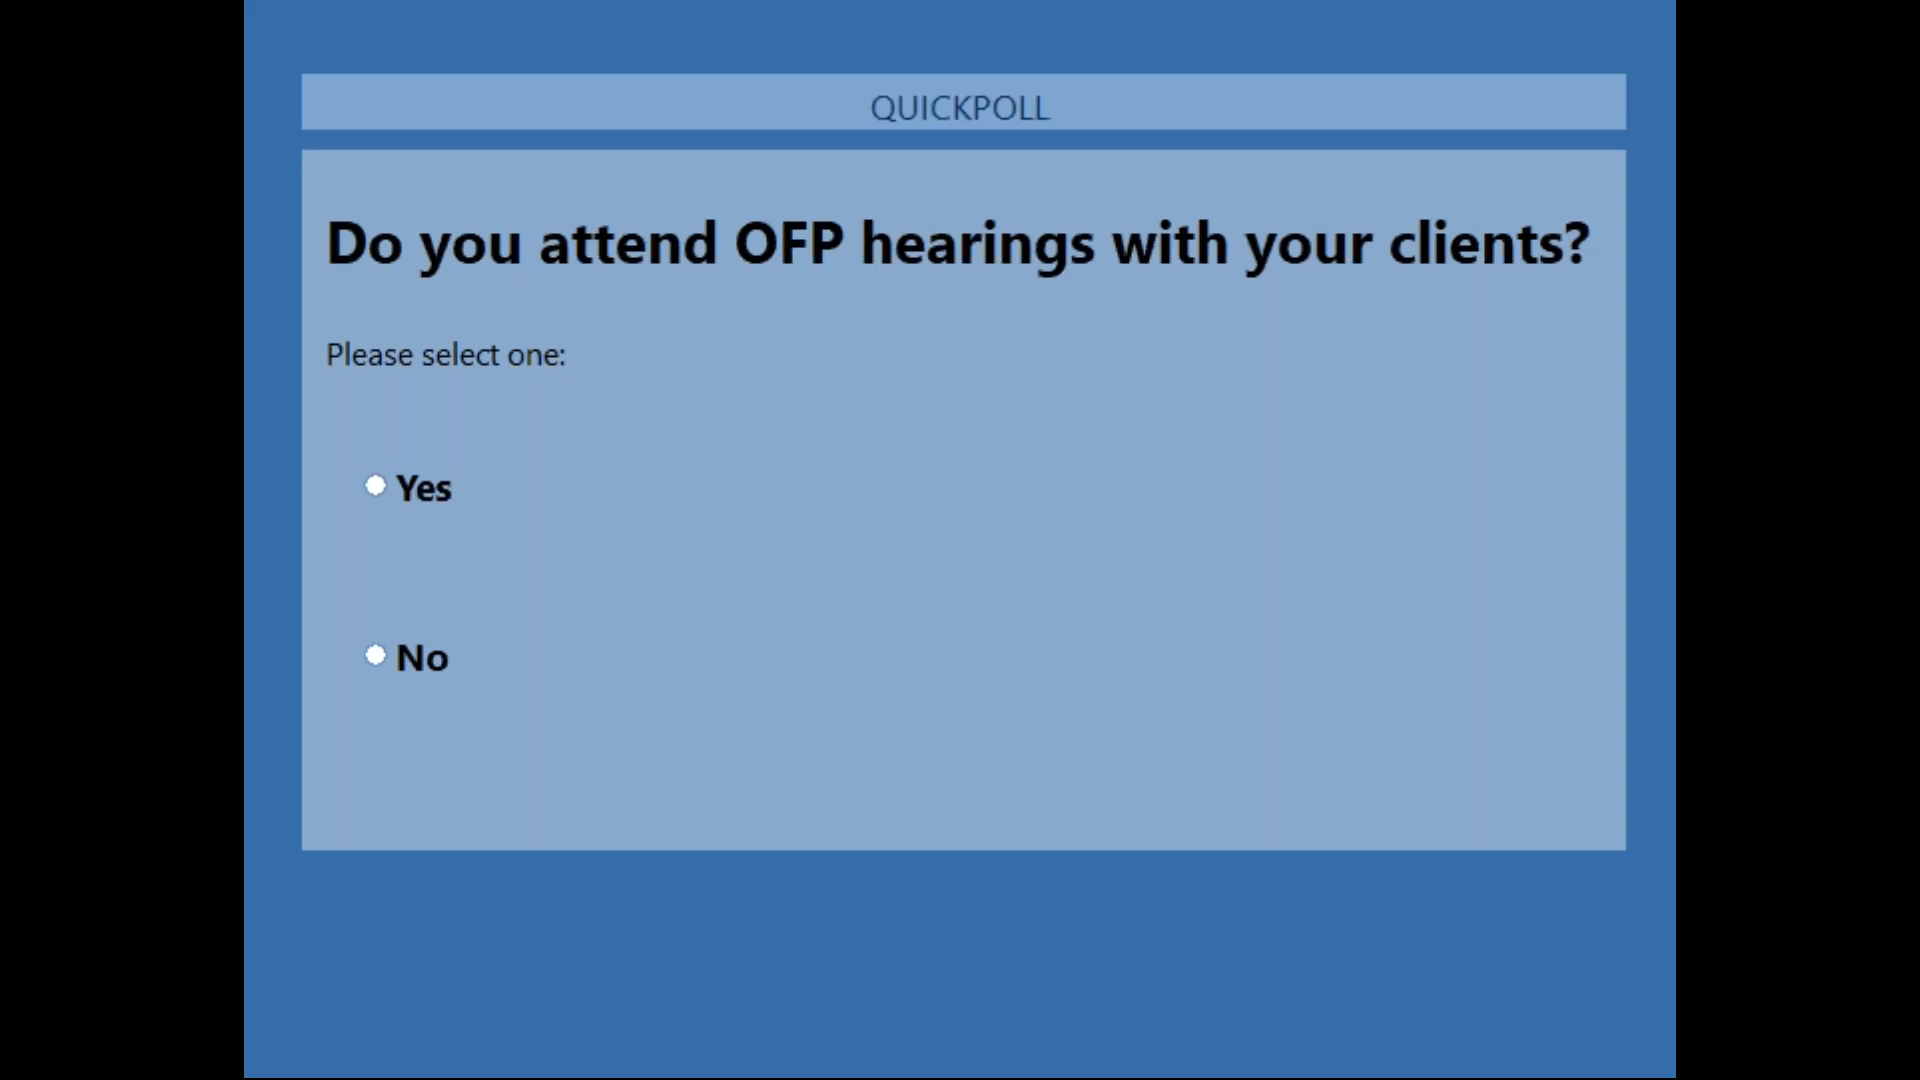 QUICKPOLL
Do you attend OFP hearings with your clients?
Please select one:
Yes
No